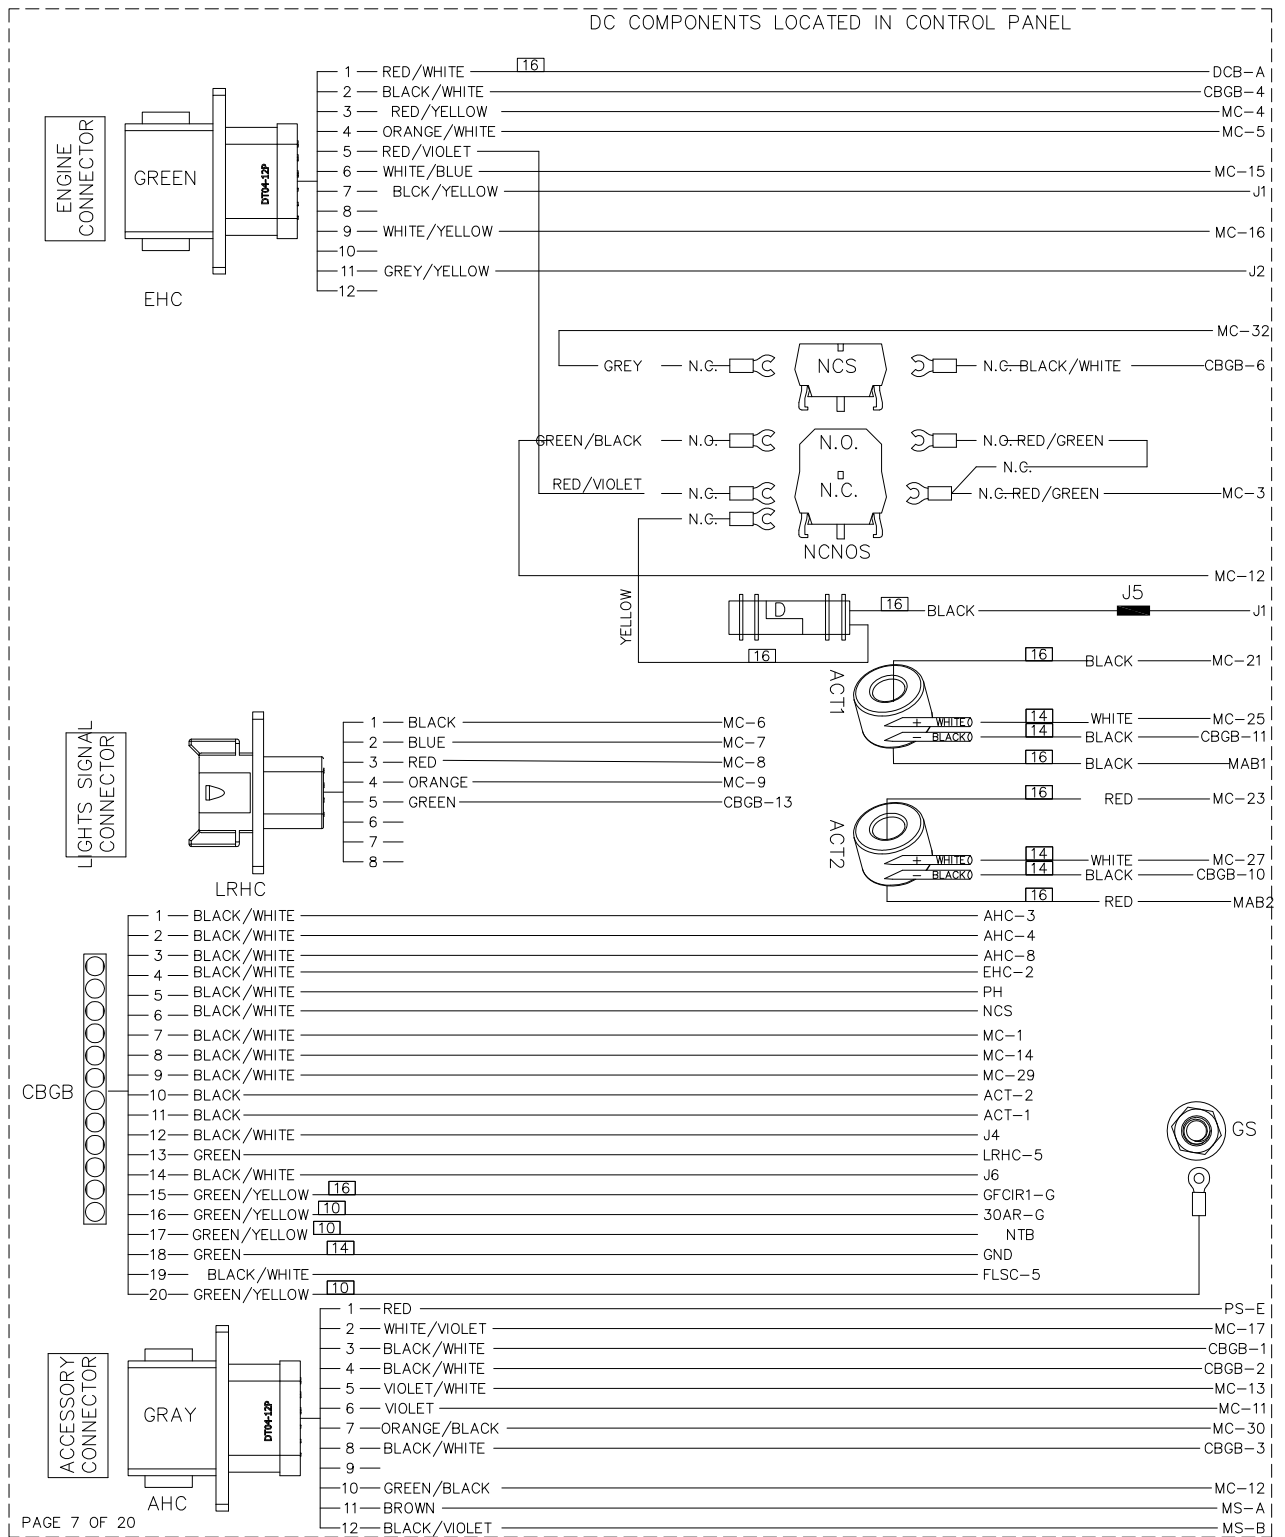 DC COMPONENTS LOCATED IN CONTROL PANEL
ENGINE
CONNECTOR
GREEN
DT04-12P
EHC
1 RED/WHITE 16 DCB-A
2 BLACK/WHITE CBGB-4
3 RED/YELLOW MC-4
4 ORANGE/WHITE MC-5
5 RED/VIOLET
6 WHITE/BLUE MC-15
7 BLCK/YELLOW J1
8
9 WHITE/YELLOW MC-16
10
11 GREY/YELLOW J2
12
MC-32
GREY N.C. NCS N.C. BLACK/WHITE CBGB-6
GREEN/BLACK N.O. N.O. N.O. RED/GREEN
N.C.
RED/VIOLET N.C. N.C. N.C. RED/GREEN MC-3
N.C.
NCNOS
MC-12
YELLOW
D 16 BLACK J5 J1
16
ACT1
16 BLACK MC-21
+ WHITE 14 WHITE MC-25
- BLACK 14 BLACK CBGB-11
16 BLACK MAB1
ACT2
16 RED MC-23
+ WHITE 14 WHITE MC-27
- BLACK 14 BLACK CBGB-10
16 RED MAB2
LIGHTS SIGNAL
CONNECTOR
LRHC
1 BLACK MC-6
2 BLUE MC-7
3 RED MC-8
4 ORANGE MC-9
5 GREEN CBGB-13
6
7
8
CBGB
1 BLACK/WHITE AHC-3
2 BLACK/WHITE AHC-4
3 BLACK/WHITE AHC-8
4 BLACK/WHITE EHC-2
5 BLACK/WHITE PH
6 BLACK/WHITE NCS
7 BLACK/WHITE MC-1
8 BLACK/WHITE MC-14
9 BLACK/WHITE MC-29
10 BLACK ACT-2
11 BLACK ACT-1
12 BLACK/WHITE J4
13 GREEN LRHC-5
14 BLACK/WHITE J6
15 GREEN/YELLOW 16 GFCIR1-G
16 GREEN/YELLOW 10 30AR-G
17 GREEN/YELLOW 10 NTB
18 GREEN 14 GND
19 BLACK/WHITE FLSC-5
20 GREEN/YELLOW 10
GS
ACCESSORY
CONNECTOR
GRAY
DT04-12P
AHC
1 RED PS-E
2 WHITE/VIOLET MC-17
3 BLACK/WHITE CBGB-1
4 BLACK/WHITE CBGB-2
5 VIOLET/WHITE MC-13
6 VIOLET MC-11
7 ORANGE/BLACK MC-30
8 BLACK/WHITE CBGB-3
9
10 GREEN/BLACK MC-12
11 BROWN MS-A
12 BLACK/VIOLET MS-B
PAGE 7 OF 20